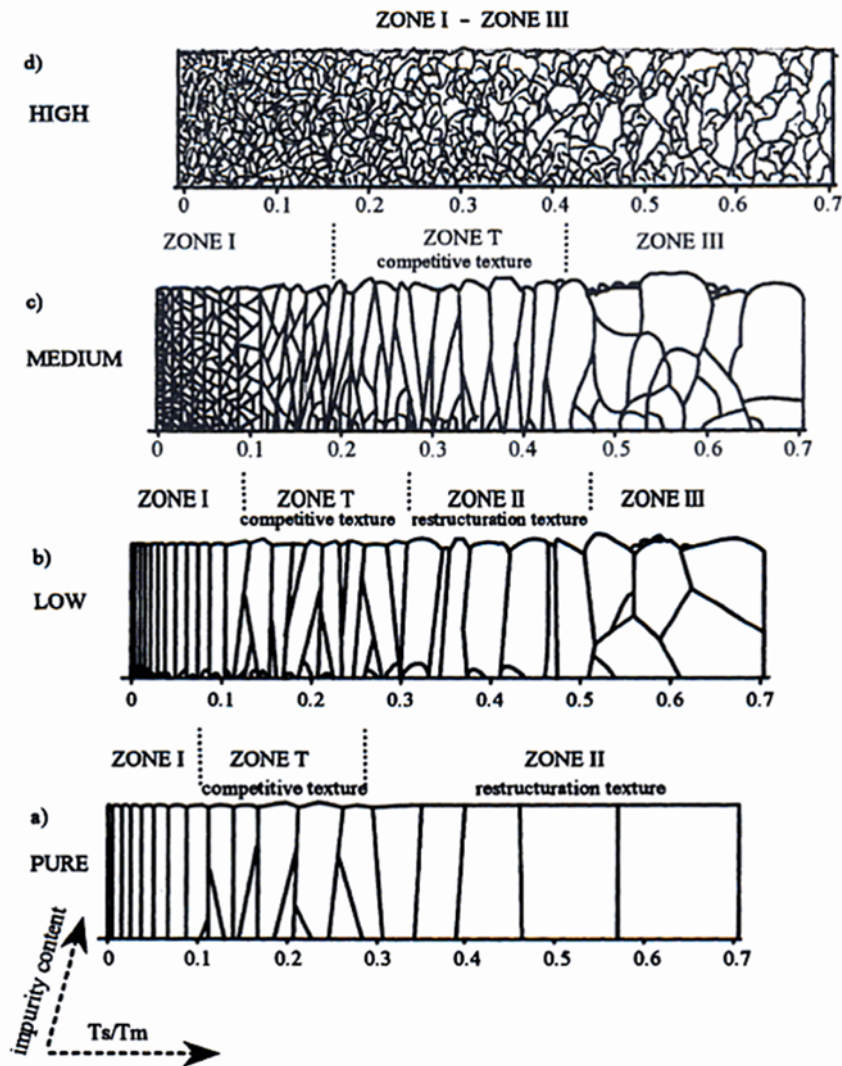 ZONE I - ZONE III
d)
HIGH
0 0.1 0.2 0.3 0.4 0.5 0.6 0.7
ZONE I ZONE T ZONE III
competitive texture
c)
MEDIUM
0 0.1 0.2 0.3 0.4 0.5 0.6 0.7
ZONE I ZONE T ZONE II ZONE III
competitive texture restructuration texture
b)
LOW
0 0.1 0.2 0.3 0.4 0.5 0.6 0.7
ZONE I ZONE T ZONE II
competitive texture restructuration texture
a)
PURE
0 0.1 0.2 0.3 0.4 0.5 0.6 0.7
impurity content
Ts/Tm